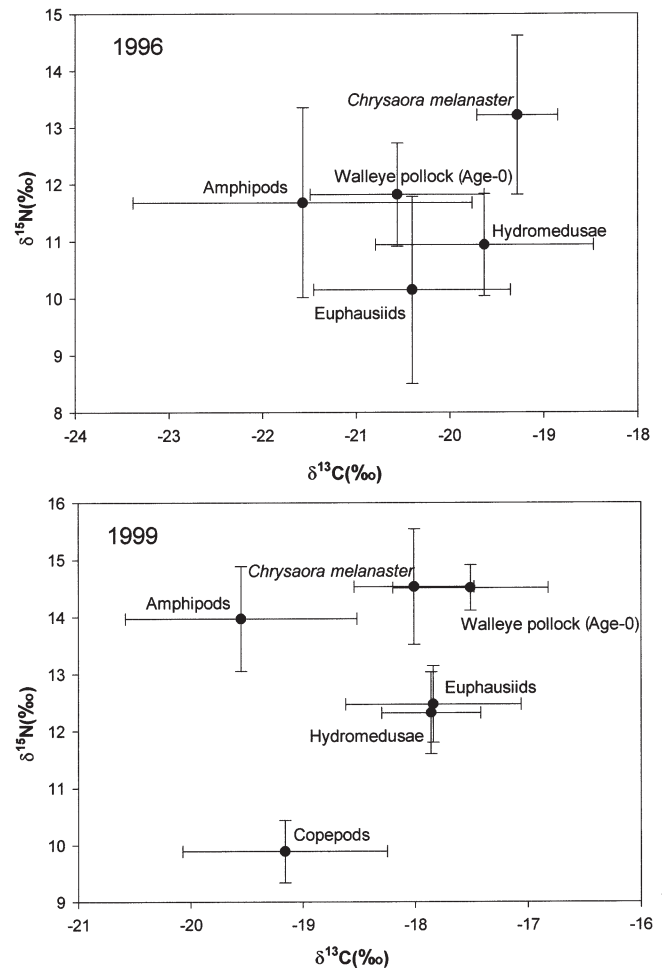 1996
15
14
13
12
11
10
9
8
δ15N(‰)
Chrysaora melanaster
Walleye pollock (Age-0)
Amphipods
Hydromedusae
Euphausiids
-24 -23 -22 -21 -20 -19 -18
δ13C(‰)
1999
16
15
14
13
12
11
10
9
δ15N(‰)
Chrysaora melanaster
Amphipods
Walleye pollock (Age-0)
Euphausiids
Hydromedusae
Copepods
-21 -20 -19 -18 -17 -16
δ13C(‰)